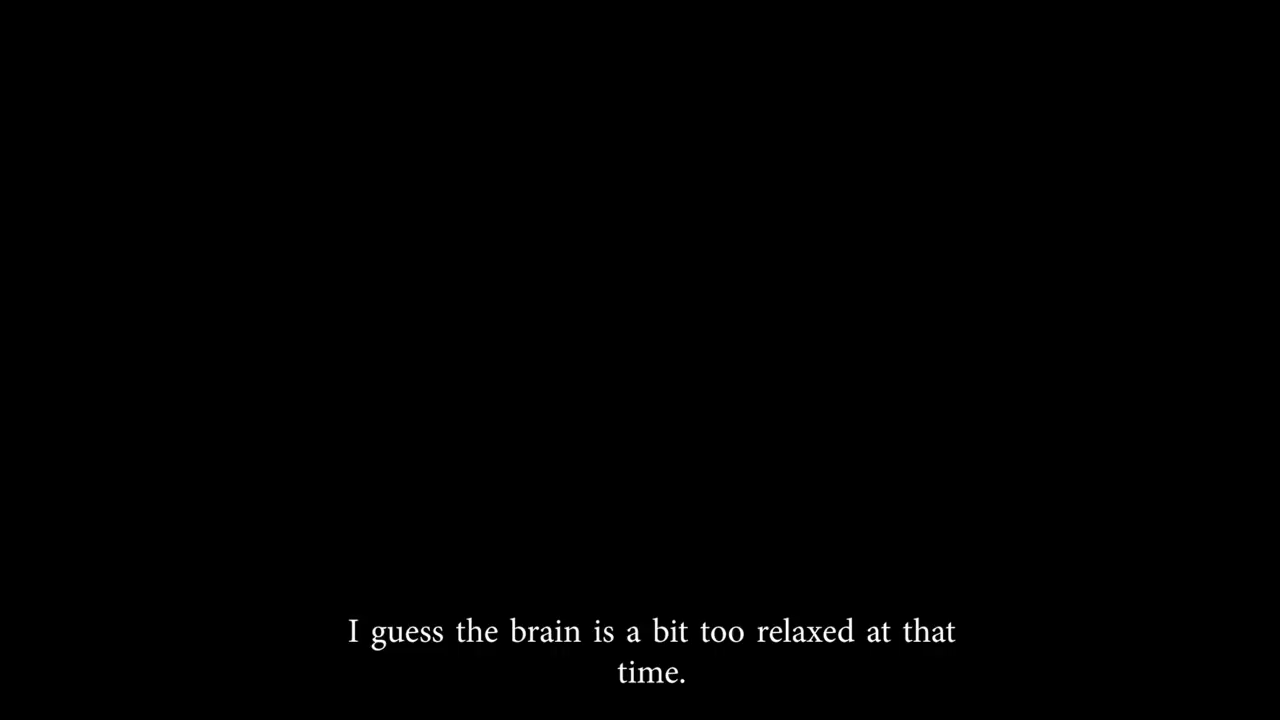 I guess the brain is a bit too relaxed at that
time.